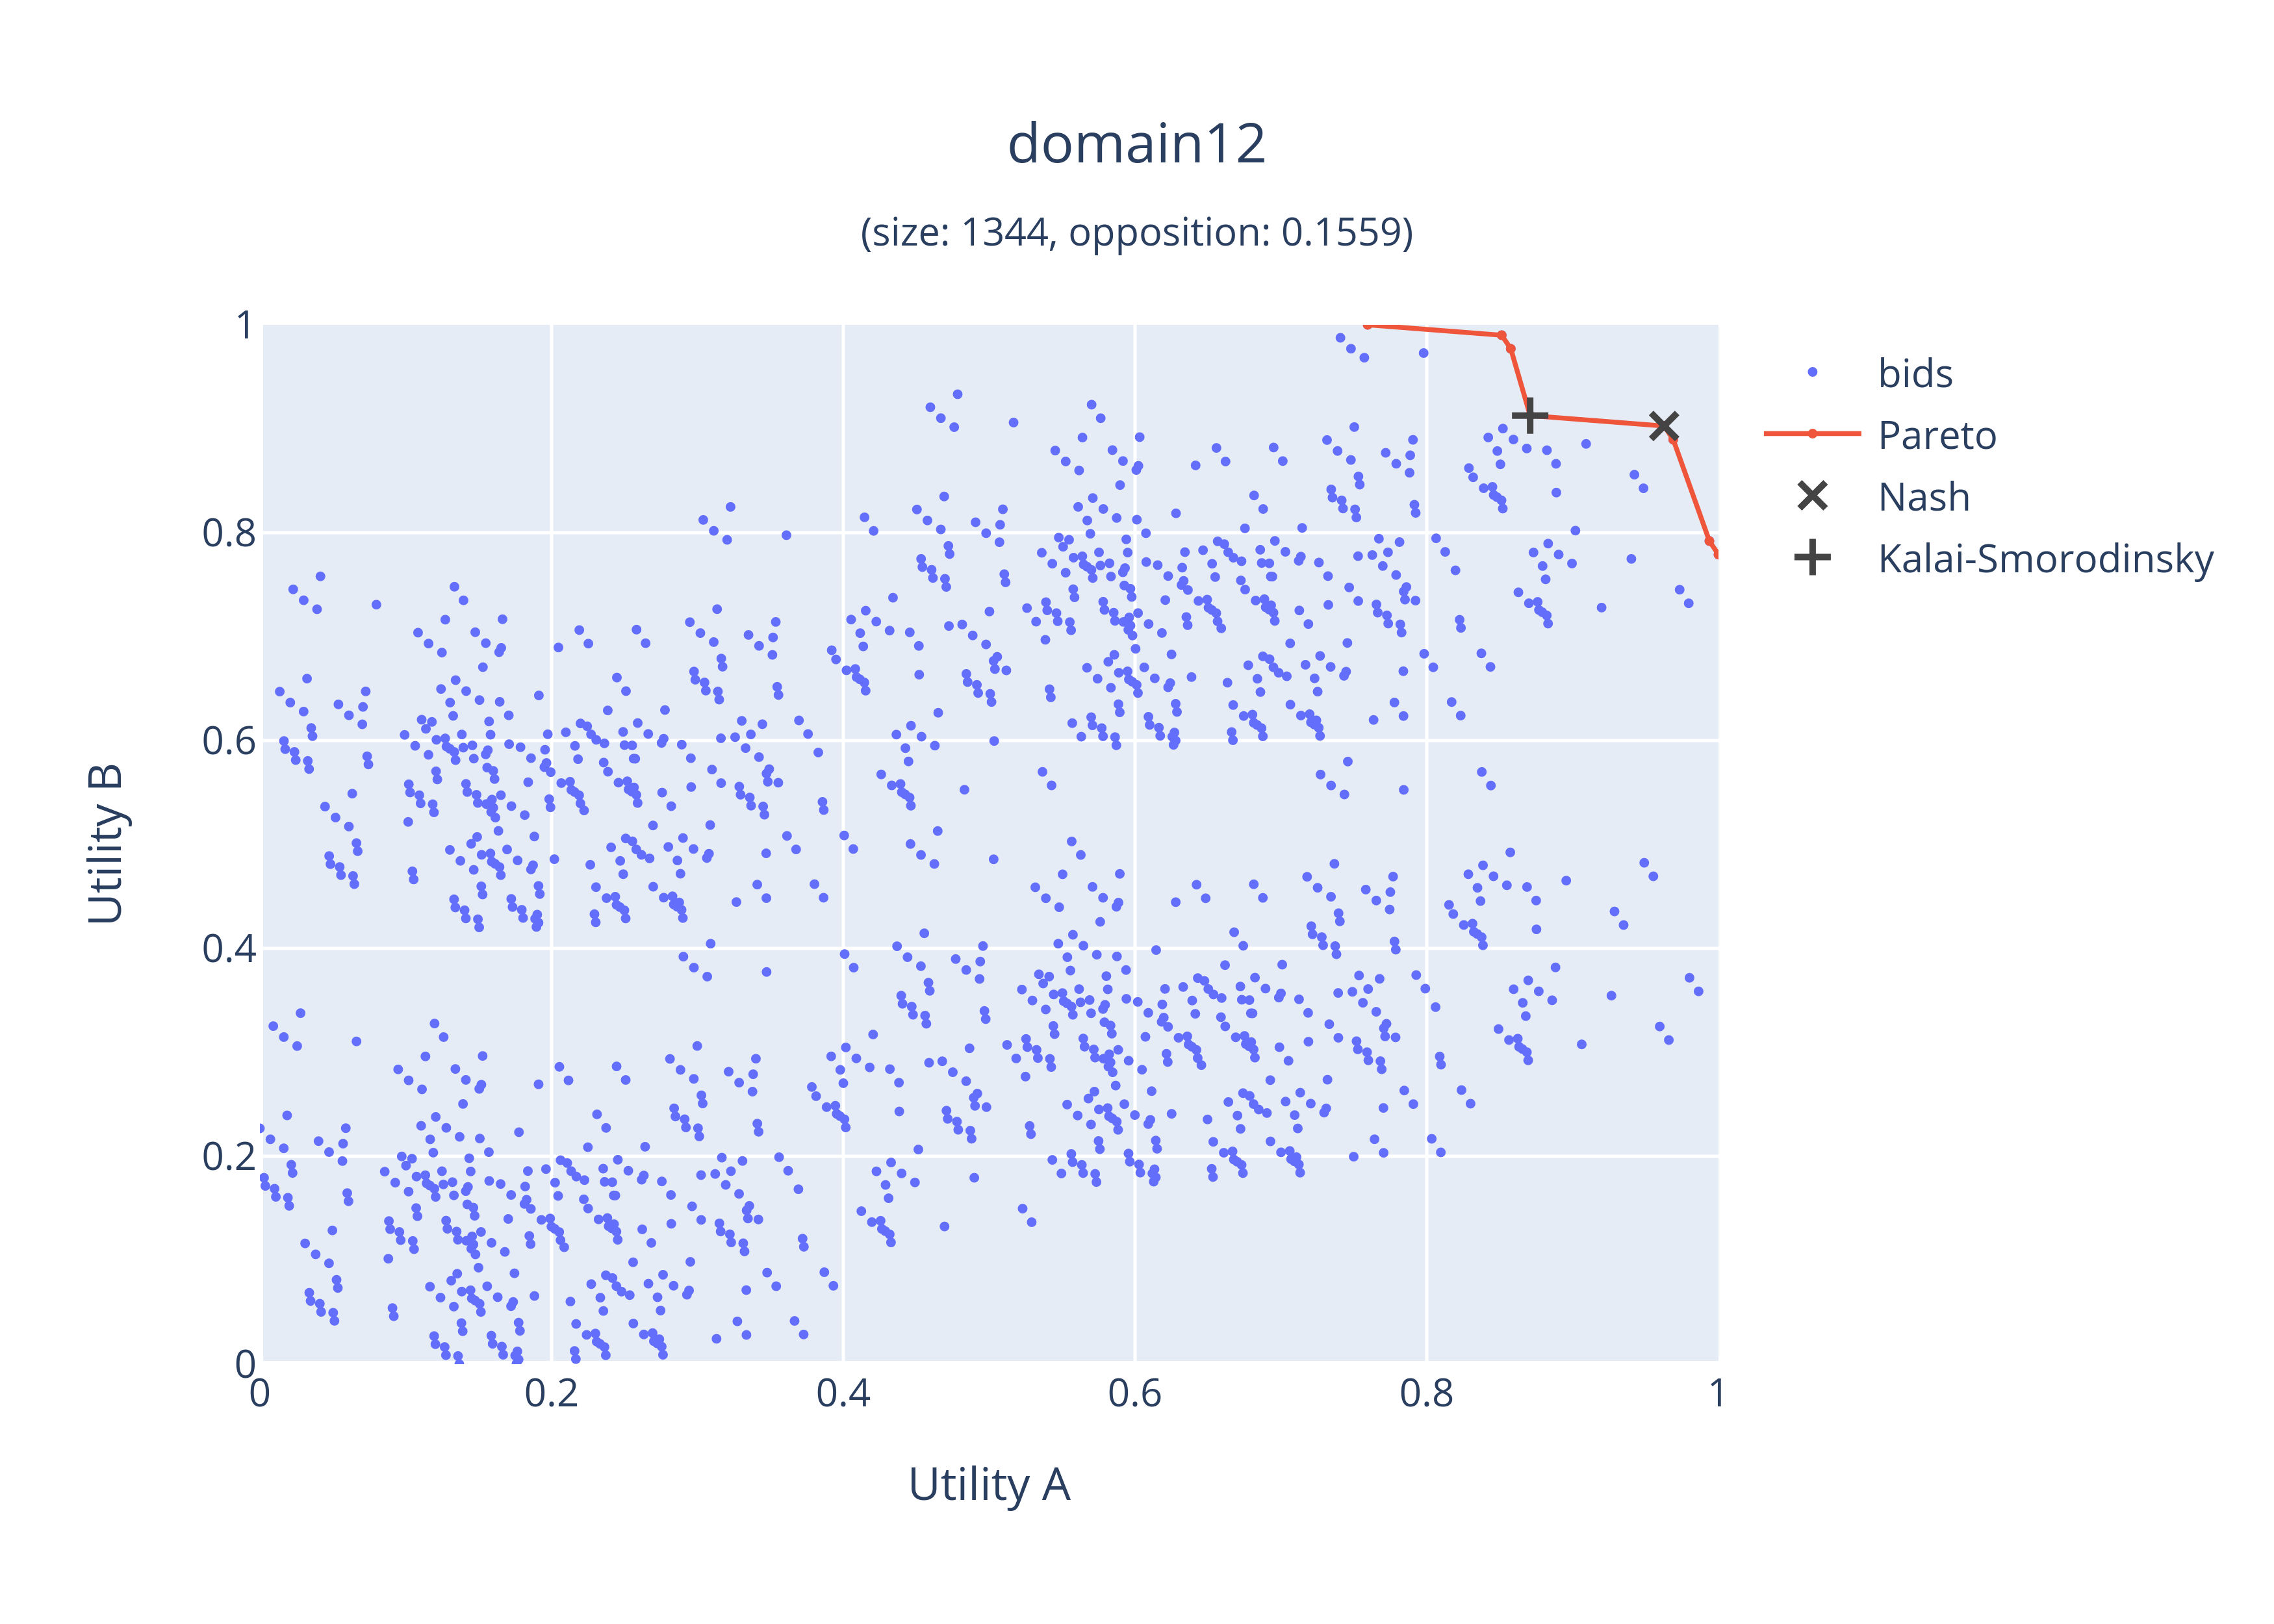 domain12
(size: 1344, opposition: 0.1559)
1
0.8
0.6
0.4
0.2
0
0
0.2
0.4
0.6
0.8
1
Utility B
Utility A
bids
Pareto
Nash
Kalai-Smorodinsky